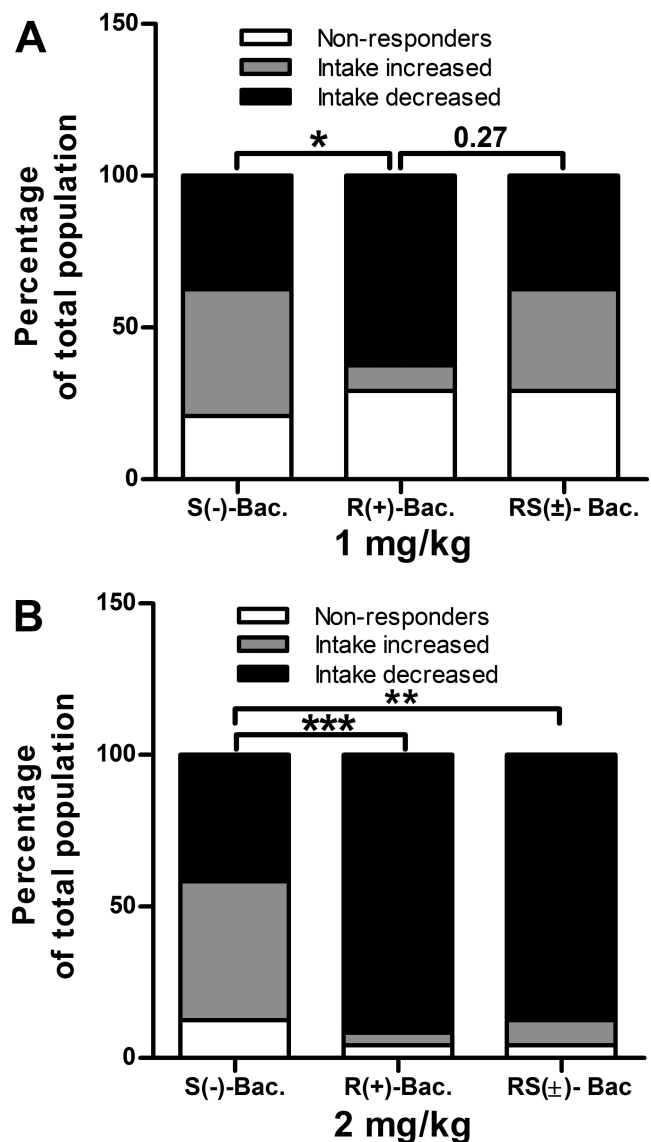 A
150
Non-responders
Intake increased
Intake decreased
* 0.27
100
50
0
Percentage
of total population
S(-)-Bac. R(+)-Bac. RS(±)- Bac.
1 mg/kg
B
150
Non-responders
Intake increased
Intake decreased
**
***
100
50
0
Percentage
of total population
S(-)-Bac. R(+)-Bac. RS(±)- Bac
2 mg/kg